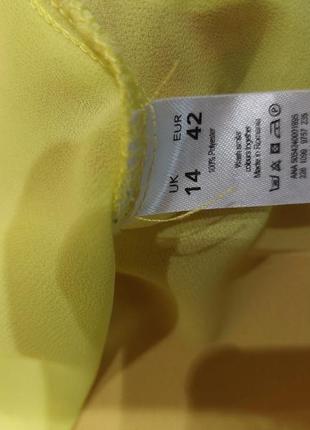 UK EUR
14 42
100% Polyester
Wash similar
colours together
Made in Romania